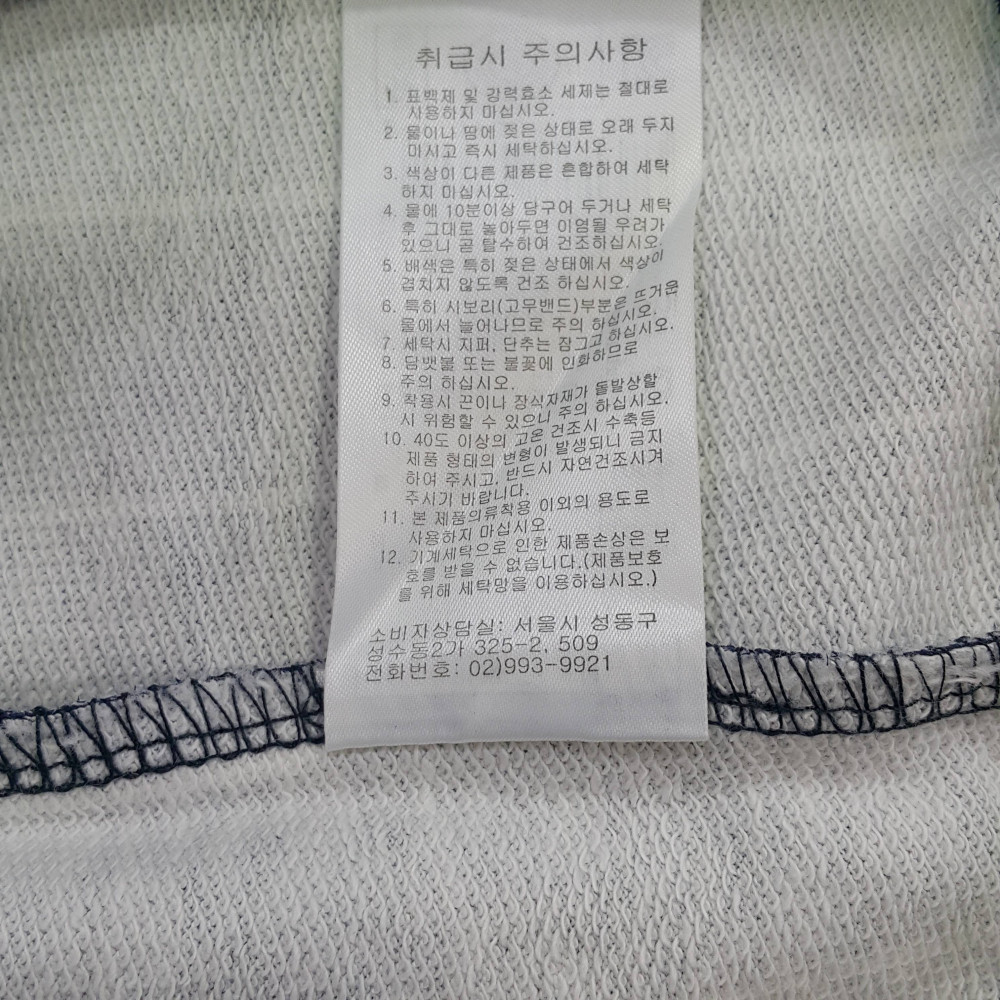 취급시 주의사항
1. 표백제 및 강력효소 세제는 절대로
사용하지 마십시오.
2. 물이나 땀에 젖은 상태로 오래 두지
마시고 즉시 세탁하십시오.
3. 색상이 다른 제품은 혼합하여 세탁
하지 마십시오.
4. 물에 10분이상 담구어 두거나 세탁
후 그대로 놓아두면 이염될 우려가
있으니 곧 탈수하여 건조하십시오.
5. 배색은 특히 젖은 상태에서 색상이
겹치지 않도록 건조 하십시오.
6. 특히 시보리(고무밴드)부분은 뜨거운
물에서 늘어나므로 주의 하십시오.
7. 세탁시 지퍼, 단추는 잠그고 하십시오.
8. 담뱃불 또는 불꽃에 인화하므로
주의 하십시오.
9. 착용시 끈이나 장식자재가 돌발상할
시 위험할 수 있으니 주의 하십시오.
10. 40도 이상의 고온 건조시 수축등
제품 형태의 변형이 발생되니 금지
하여 주시고, 반드시 자연건조시켜
주시기 바랍니다.
11. 본 제품의류착용 이외의 용도로
사용하지 마십시오.
12. 기계세탁으로 인한 제품손상은 보
호를 받을 수 없습니다.(제품보호
를 위해 세탁망을 이용하십시오.)
소비자상담실: 서울시 성동구
성수동2가 325-2, 509
전화번호: 02)993-9921